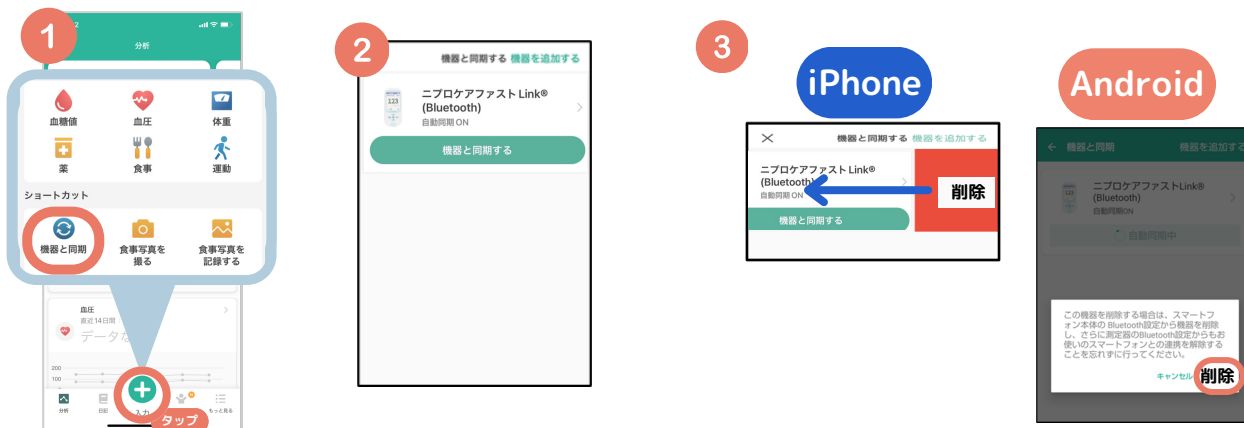 1
2
分析
血糖値
血圧
体重
薬
食事
運動
ショートカット
機器と同期
食事写真を
撮る
食事写真を
記録する
血圧
直近14日間
データな
200
100
分析
日記
入力
もっと見る
タップ
2
機器と同期する 機器を追加する
ニプロケアファスト Link®
(Bluetooth)
自動同期 ON
機器と同期する
3
iPhone
機器と同期する 機器を追加する
ニプロケアファスト Link®
(Bluetooth)
自動同期 ON
削除
機器と同期する
Android
機器と同期 機器を追加する
ニプロケアファストLink®
(Bluetooth)
自動同期ON
自動同期中
この機器を削除する場合は、スマートフ
ォン本体の Bluetooth設定から機器を削除
し、さらに測定器のBluetooth設定からもお
使いのスマートフォンとの連携を解除する
ことを忘れずに行ってください。
キャンセル 削除